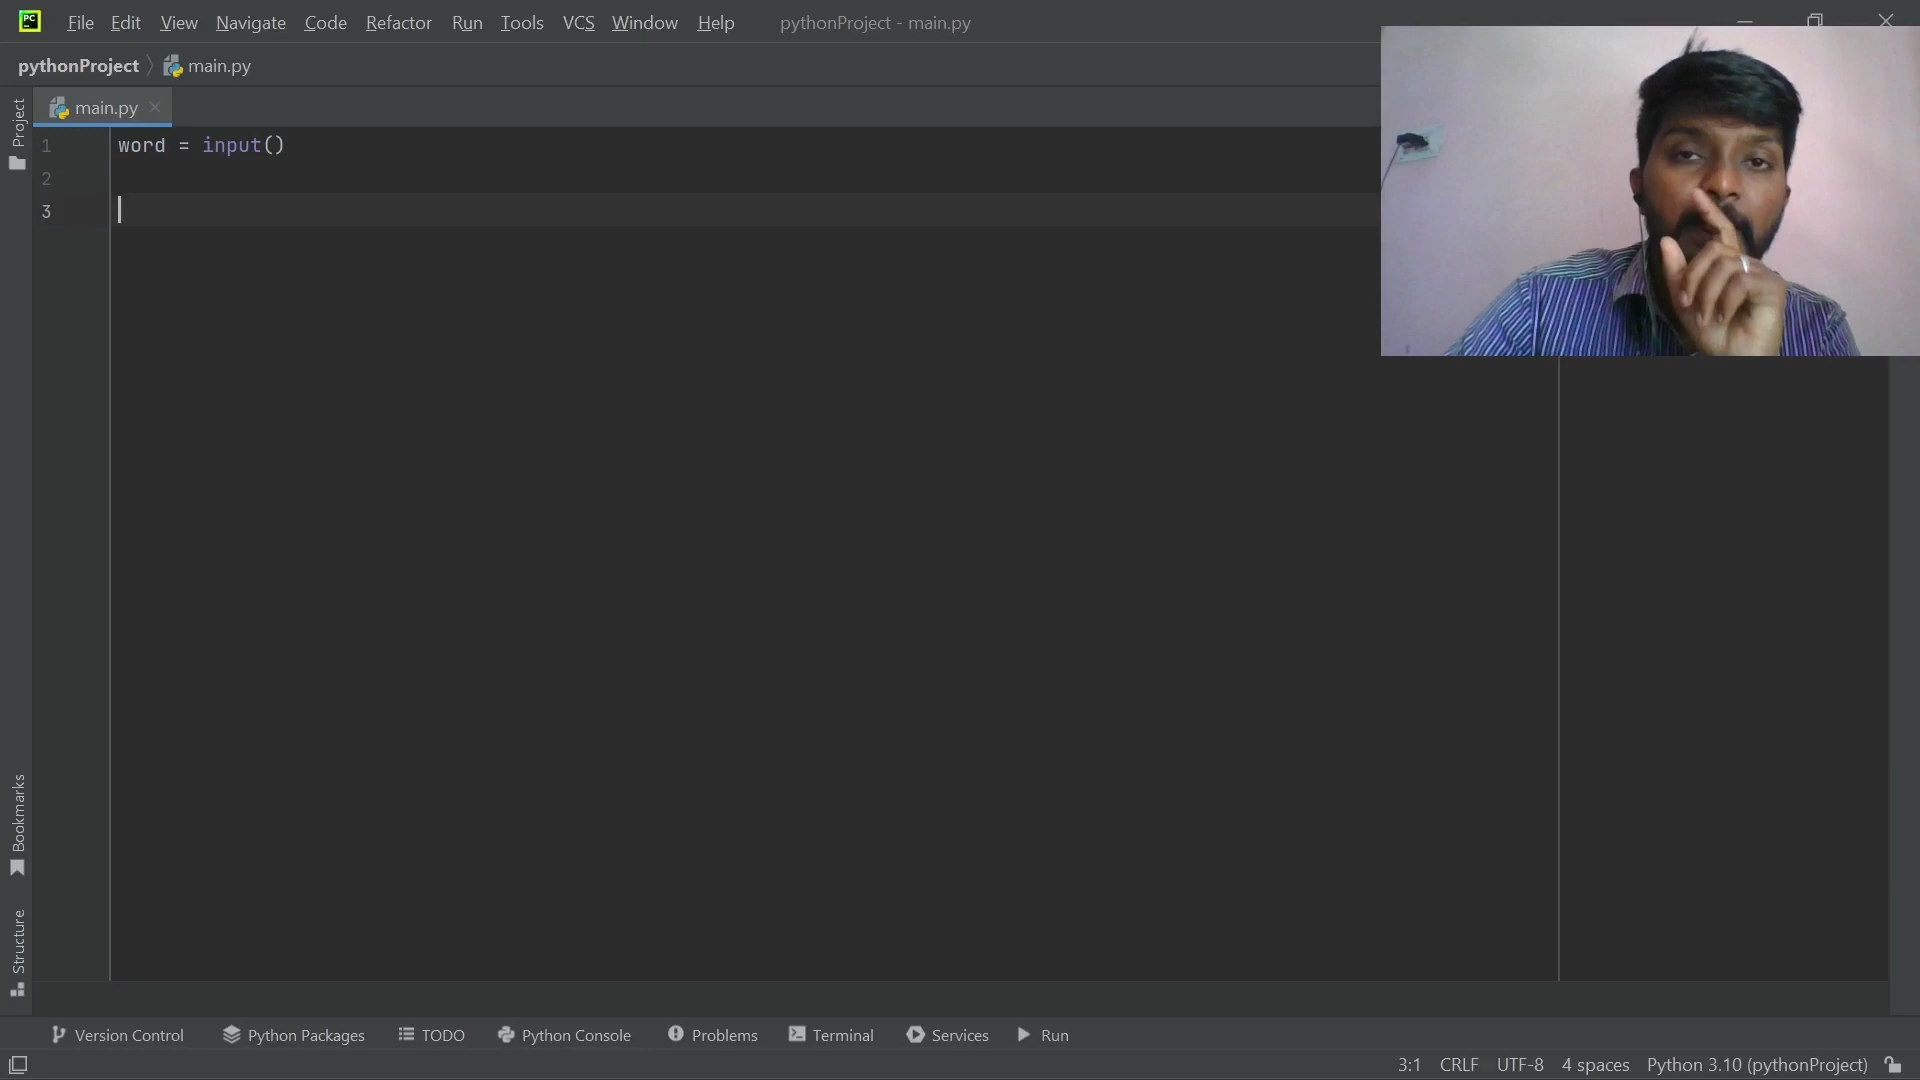 File Edit View Navigate Code Refactor Run Tools VCS Window Help pythonProject - main.py
pythonProject main.py
main.py
Project
1 word = input()
2
3
Bookmarks
Structure
Version Control Python Packages TODO Python Console Problems Terminal Services Run
3:1 CRLF UTF-8 4 spaces Python 3.10 (pythonProject)